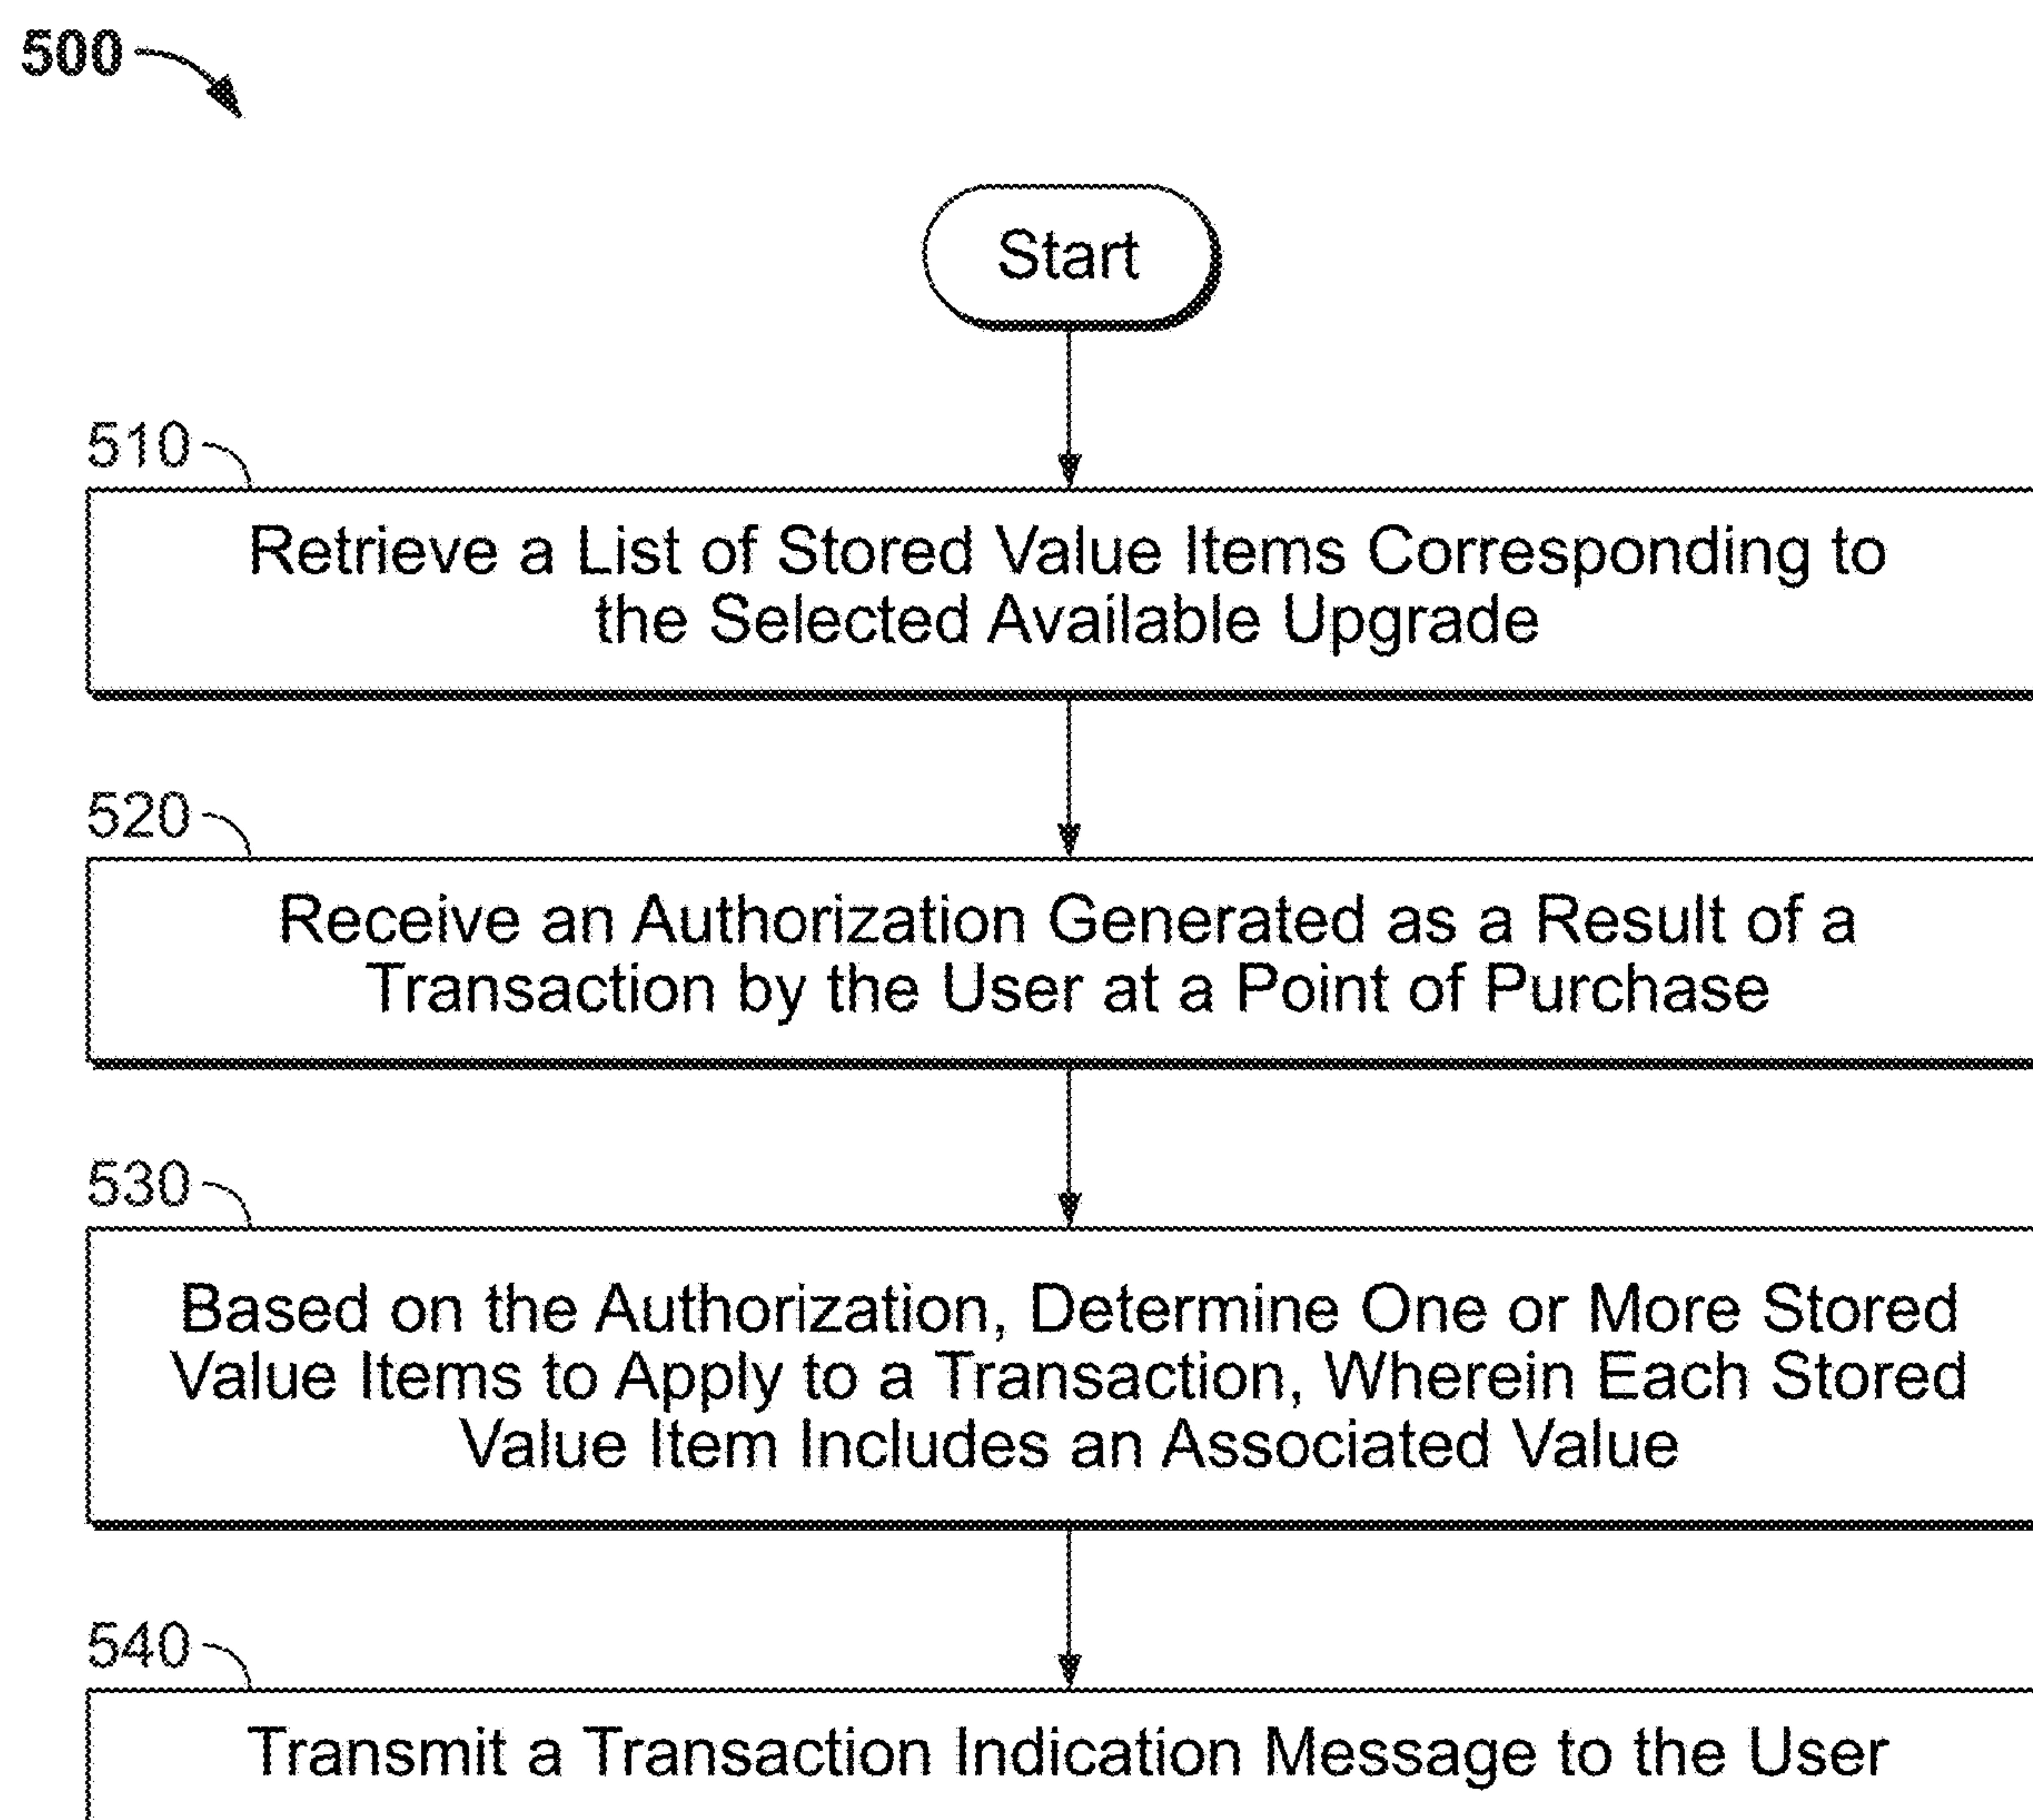 500
Start
510
Retrieve a List of Stored Value Items Corresponding to
the Selected Available Upgrade
520
Receive an Authorization Generated as a Result of a
Transaction by the User at a Point of Purchase
530
Based on the Authorization, Determine One or More Stored
Value Items to Apply to a Transaction, Wherein Each Stored
Value Item Includes an Associated Value
540
Transmit a Transaction Indication Message to the User